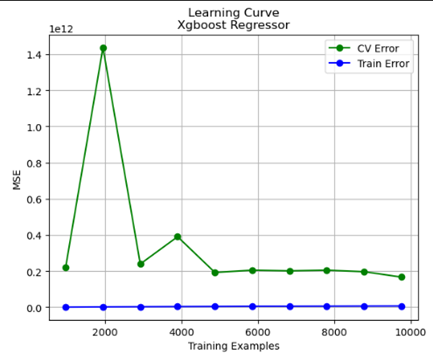 Learning Curve
Xgboost Regressor
1e12
CV Error
Train Error
1.4
1.2
1.0
0.8
0.6
0.4
0.2
0.0
MSE
2000 4000 6000 8000 10000
Training Examples